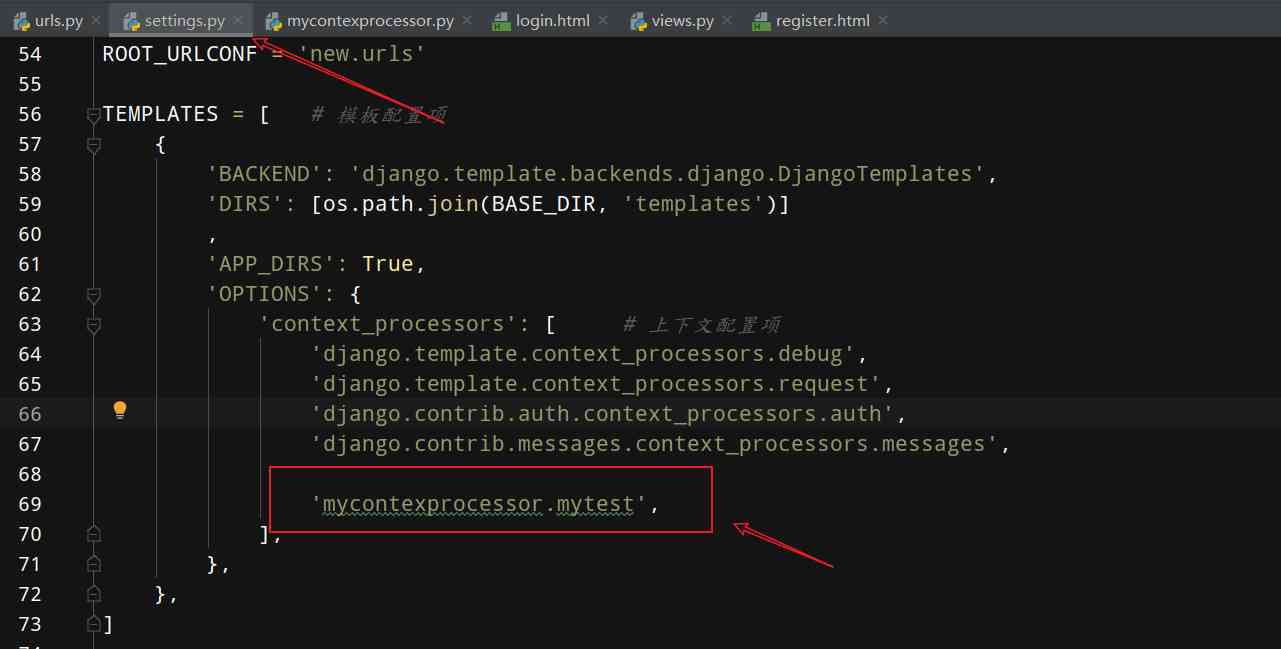 urls.py settings.py mycontexprocessor.py login.html views.py register.html
54 ROOT_URLCONF = 'new.urls'
55
56 TEMPLATES = [ # 模板配置项
57 {
58 'BACKEND': 'django.template.backends.django.DjangoTemplates',
59 'DIRS': [os.path.join(BASE_DIR, 'templates')]
60 ,
61 'APP_DIRS': True,
62 'OPTIONS': {
63 'context_processors': [ # 上下文配置项
64 'django.template.context_processors.debug',
65 'django.template.context_processors.request',
66 'django.contrib.auth.context_processors.auth',
67 'django.contrib.messages.context_processors.messages',
68
69 'mycontexprocessor.mytest',
70 ],
71 },
72 },
73 ]